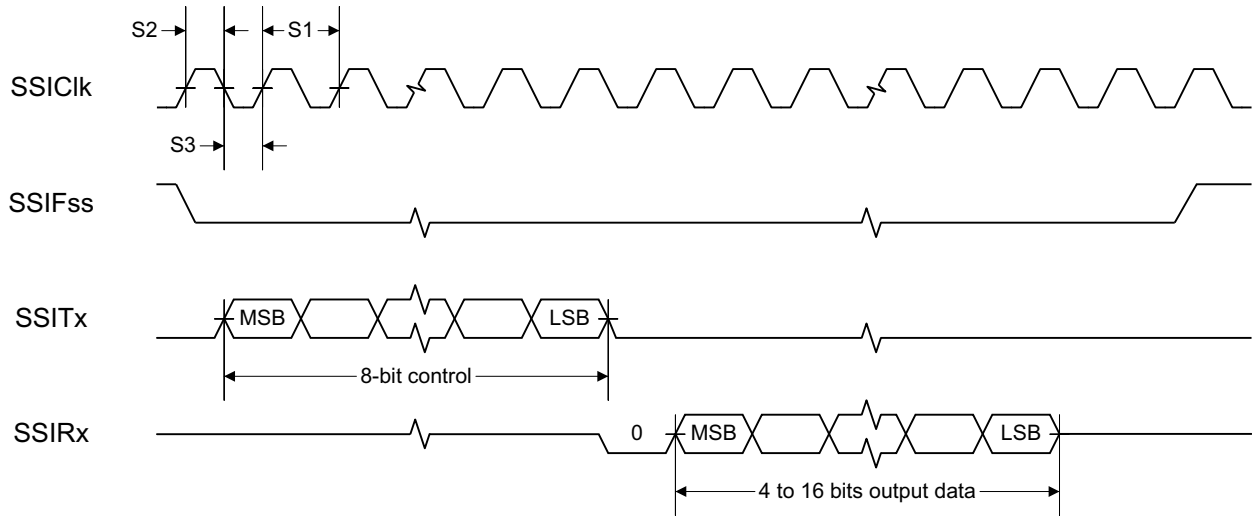 S2
S1
SSIClk
S3
SSIFss
SSITx
MSB
LSB
8-bit control
SSIRx
0
MSB
LSB
4 to 16 bits output data